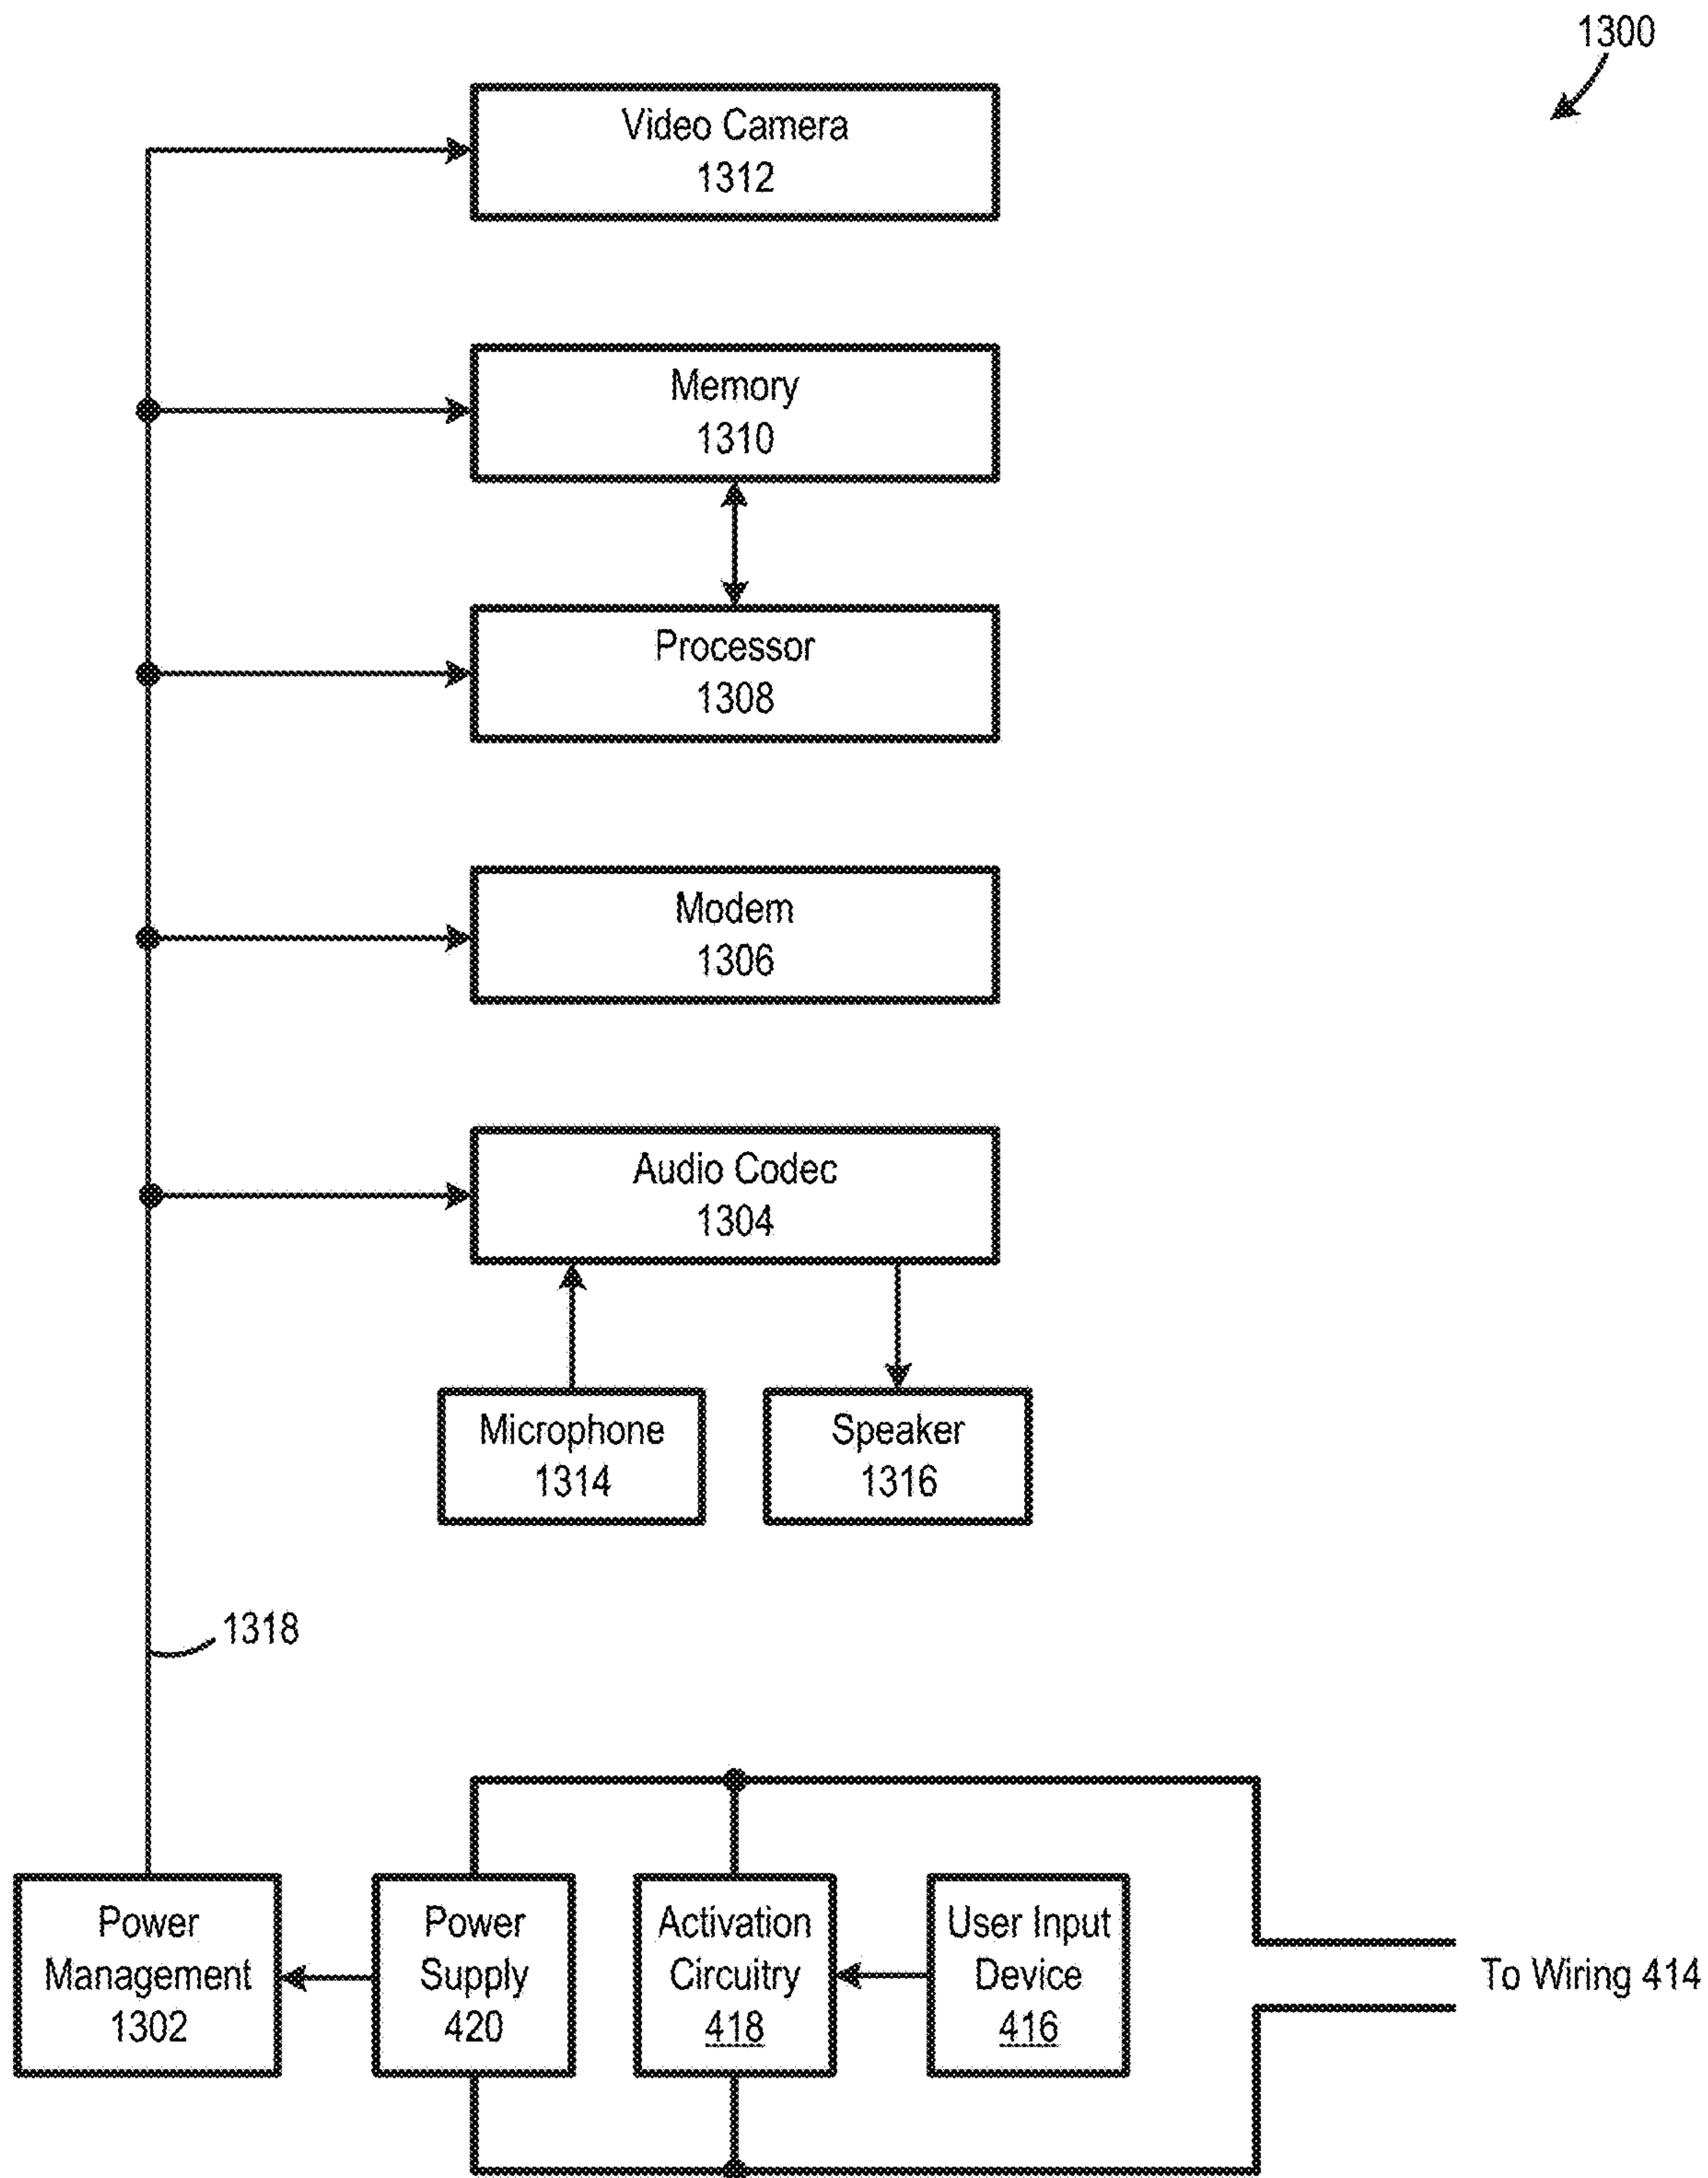 1300
Video Camera
1312
Memory
1310
Processor
1308
Modem
1306
Audio Codec
1304
Microphone
1314
Speaker
1316
1318
Power
Management
1302
Power
Supply
420
Activation
Circuitry
418
User Input
Device
416
To Wiring 414